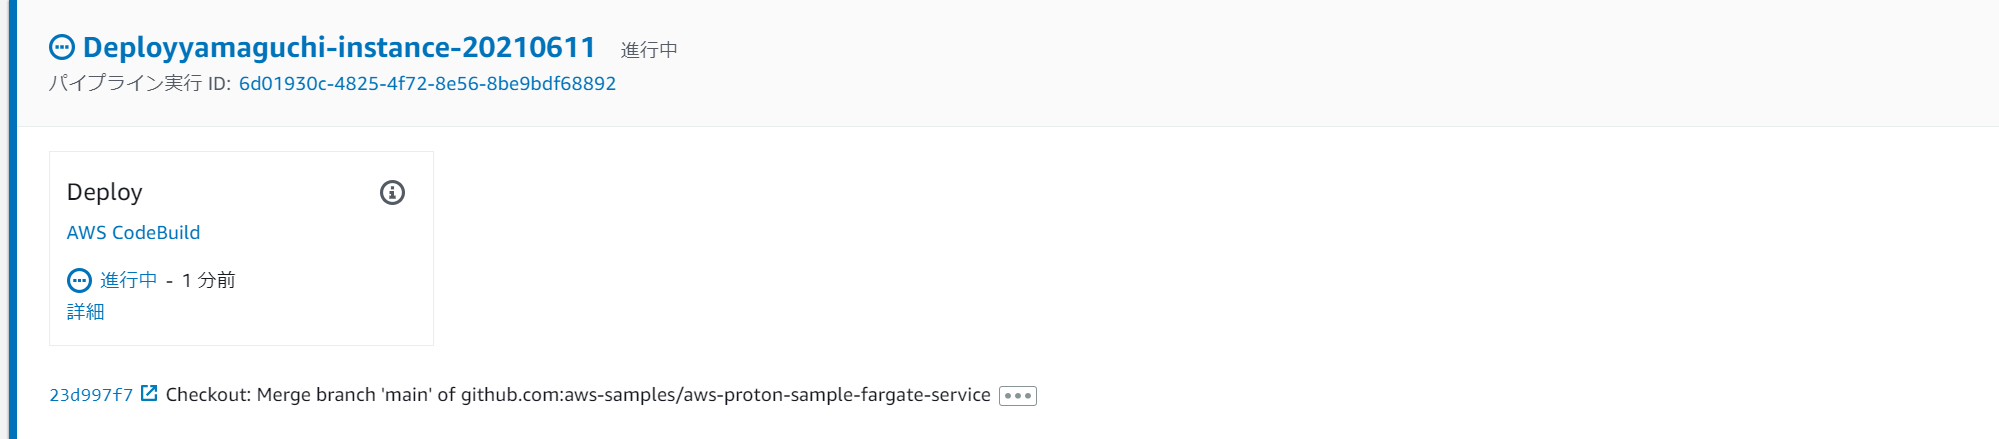 Deployyamaguchi-instance-20210611 進行中
パイプライン実行 ID: 6d01930c-4825-4f72-8e56-8be9bdf68892
Deploy
AWS CodeBuild
進行中 - 1 分前
詳細
23d997f7 Checkout: Merge branch 'main' of github.com:aws-samples/aws-proton-sample-fargate-service